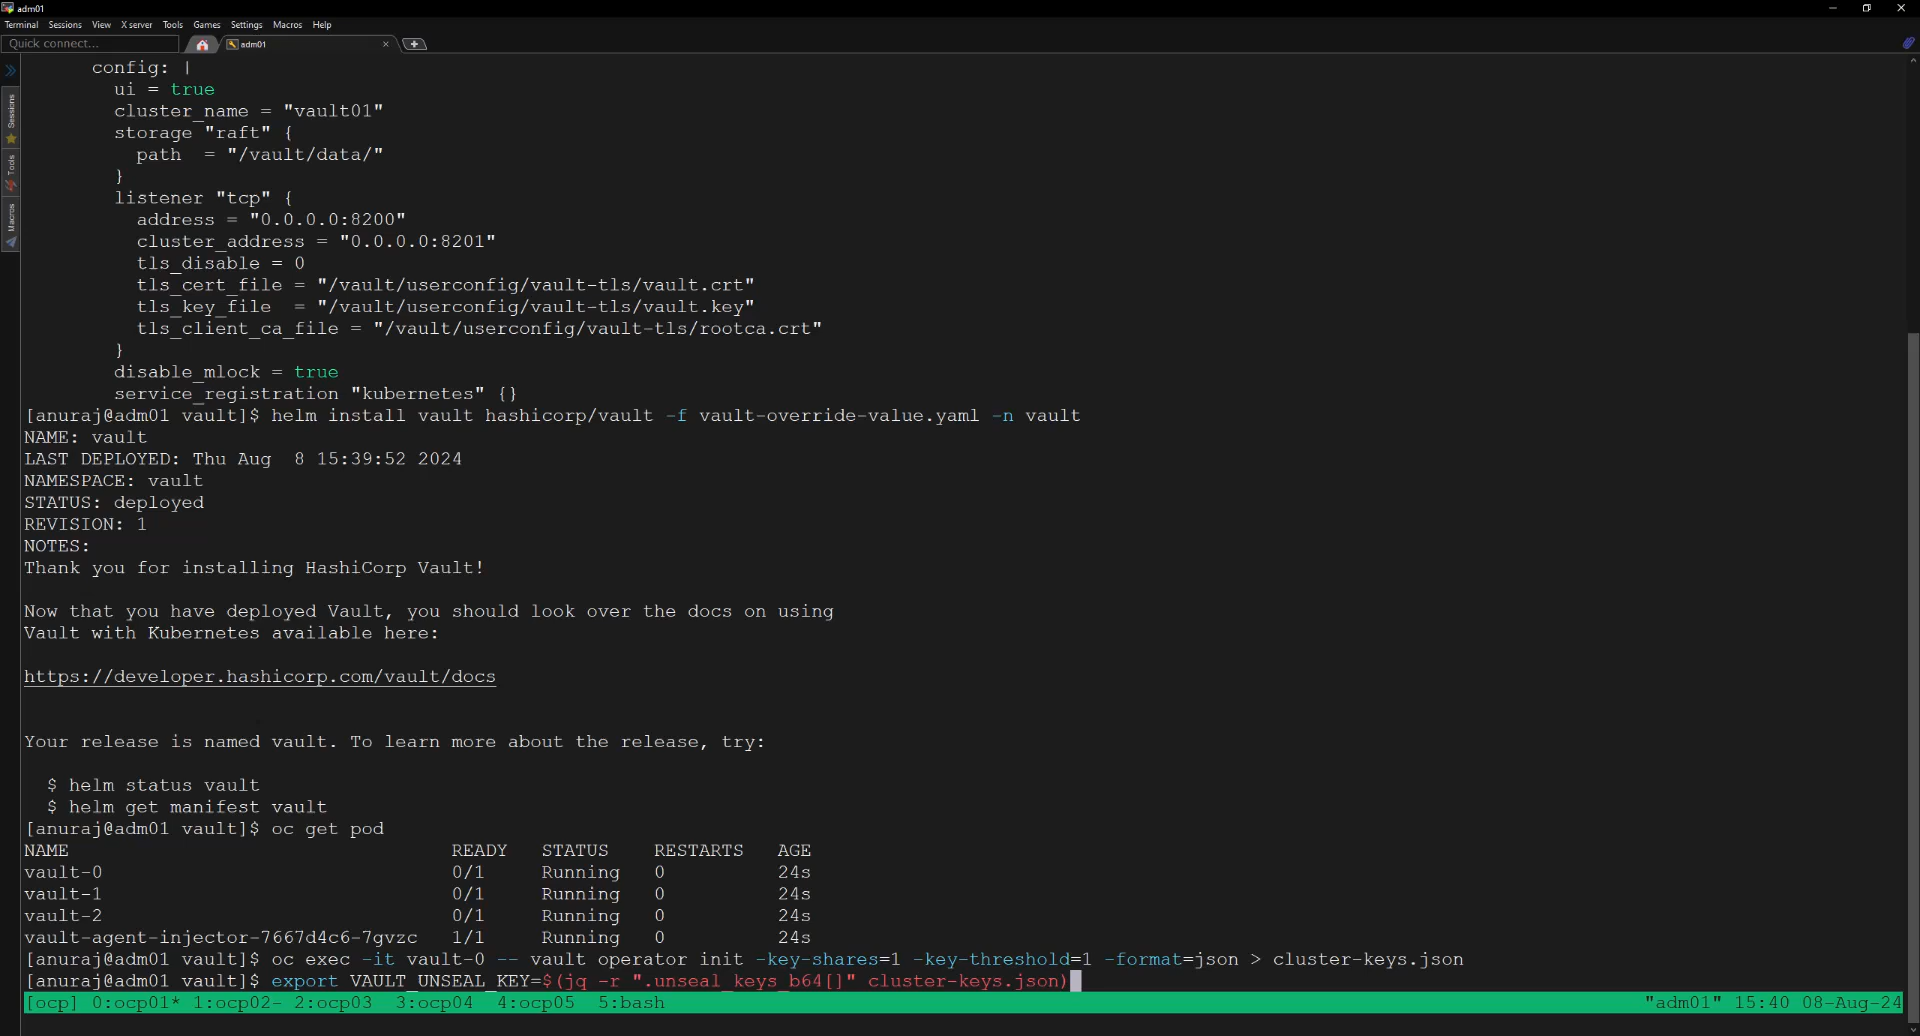 adm01
Terminal Sessions View X server Tools Games Settings Macros Help
Quick connect...
adm01
Sessions
Tools
Macros
config: |
ui = true
cluster_name = "vault01"
storage "raft" {
path = "/vault/data/"
}
listener "tcp" {
address = "0.0.0.0:8200"
cluster_address = "0.0.0.0:8201"
tls_disable = 0
tls_cert_file = "/vault/userconfig/vault-tls/vault.crt"
tls_key_file = "/vault/userconfig/vault-tls/vault.key"
tls_client_ca_file = "/vault/userconfig/vault-tls/rootca.crt"
}
disable_mlock = true
service_registration "kubernetes" {}
[anuraj@adm01 vault]$ helm install vault hashicorp/vault -f vault-override-value.yaml -n vault
NAME: vault
LAST DEPLOYED: Thu Aug  8 15:39:52 2024
NAMESPACE: vault
STATUS: deployed
REVISION: 1
NOTES:
Thank you for installing HashiCorp Vault!
Now that you have deployed Vault, you should look over the docs on using
Vault with Kubernetes available here:
https://developer.hashicorp.com/vault/docs
Your release is named vault. To learn more about the release, try:
$ helm status vault
$ helm get manifest vault
[anuraj@adm01 vault]$ oc get pod
NAME READY STATUS RESTARTS AGE
vault-0 0/1 Running 0 24s
vault-1 0/1 Running 0 24s
vault-2 0/1 Running 0 24s
vault-agent-injector-7667d4c6-7gvzc 1/1 Running 0 24s
[anuraj@adm01 vault]$ oc exec -it vault-0 -- vault operator init -key-shares=1 -key-threshold=1 -format=json > cluster-keys.json
[anuraj@adm01 vault]$ export VAULT_UNSEAL_KEY=$(jq -r ".unseal_keys_b64[]" cluster-keys.json)
[ocp] 0:ocp01* 1:ocp02- 2:ocp03 3:ocp04 4:ocp05 5:bash "adm01" 15:40 08-Aug-24